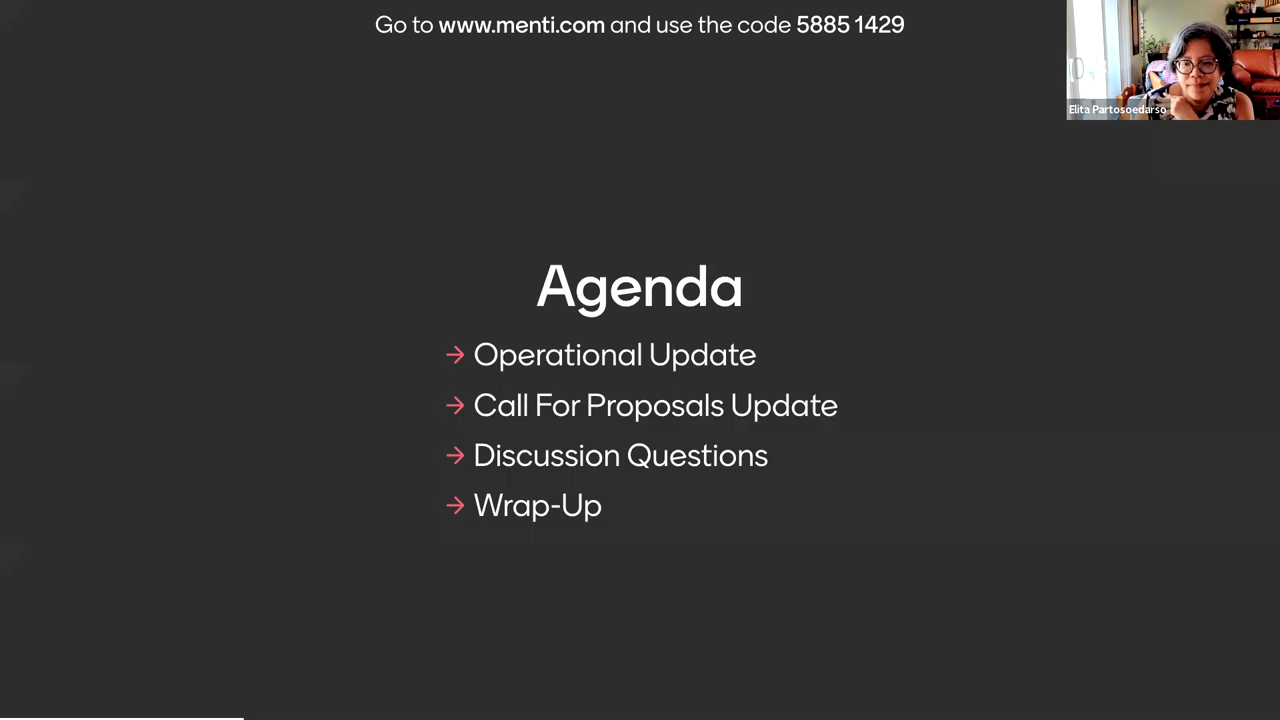 Go to www.menti.com and use the code 5885 1429
Elita Partosoedarso
Agenda
→ Operational Update
→ Call For Proposals Update
→ Discussion Questions
→ Wrap-Up